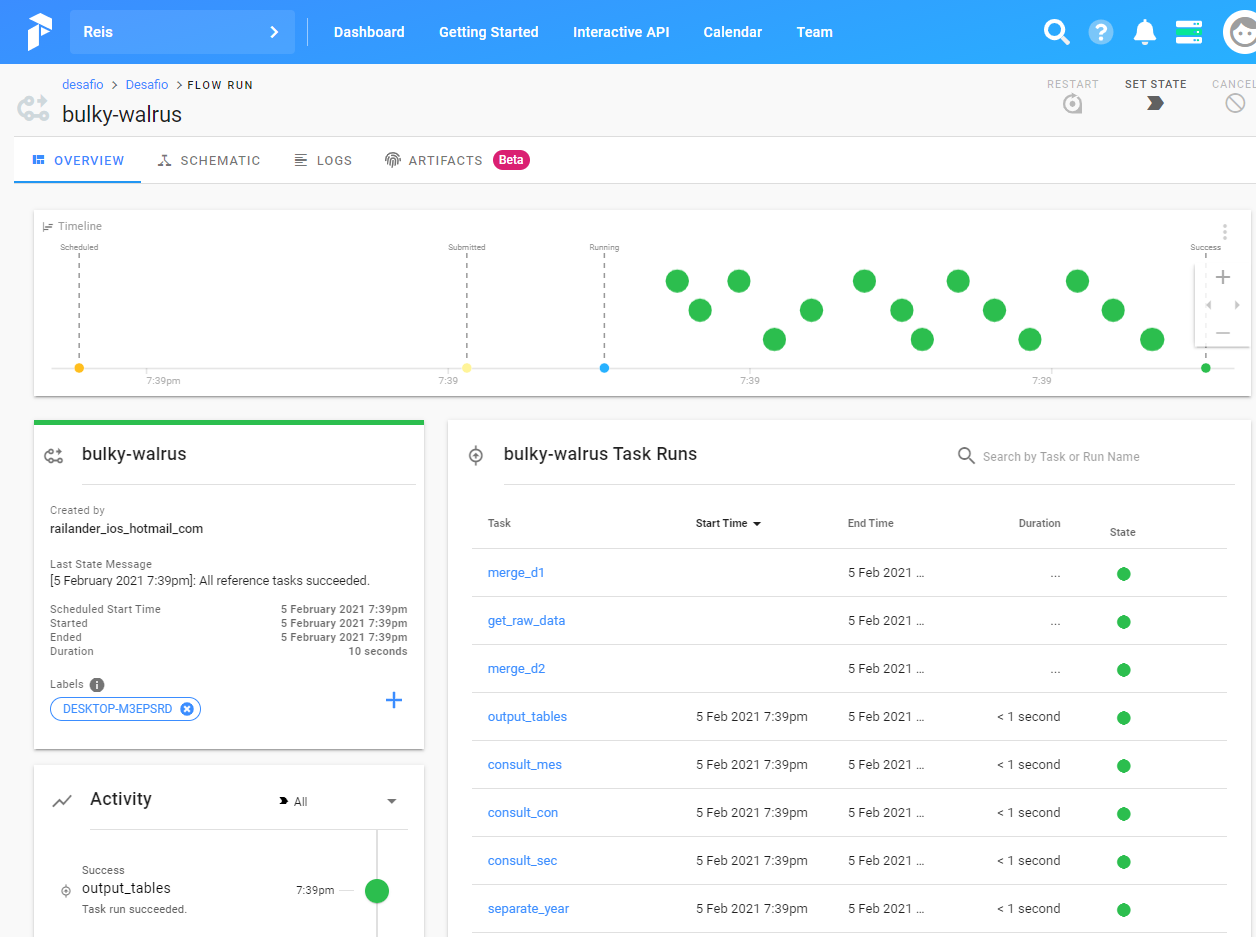 Reis
Dashboard
Getting Started
Interactive API
Calendar
Team
?
desafio > Desafio > FLOW RUN
bulky-walrus
RESTART
SET STATE
CANCEL
OVERVIEW
SCHEMATIC
LOGS
ARTIFACTS
Beta
Timeline
Scheduled
Submitted
Running
Success
7:39pm
7:39
7:39
7:39
bulky-walrus
Created by
railander_ios_hotmail_com
Last State Message
[5 February 2021 7:39pm]: All reference tasks succeeded.
Scheduled Start Time 5 February 2021 7:39pm
Started 5 February 2021 7:39pm
Ended 5 February 2021 7:39pm
Duration 10 seconds
Labels
DESKTOP-M3EPSRD
Activity
All
Success
output_tables
7:39pm
Task run succeeded.
bulky-walrus Task Runs
Search by Task or Run Name
Task Start Time End Time Duration State
merge_d1 5 Feb 2021 ... ...
get_raw_data 5 Feb 2021 ... ...
merge_d2 5 Feb 2021 ... ...
output_tables 5 Feb 2021 7:39pm 5 Feb 2021 ... < 1 second
consult_mes 5 Feb 2021 7:39pm 5 Feb 2021 ... < 1 second
consult_con 5 Feb 2021 7:39pm 5 Feb 2021 ... < 1 second
consult_sec 5 Feb 2021 7:39pm 5 Feb 2021 ... < 1 second
separate_year 5 Feb 2021 7:39pm 5 Feb 2021 ... < 1 second